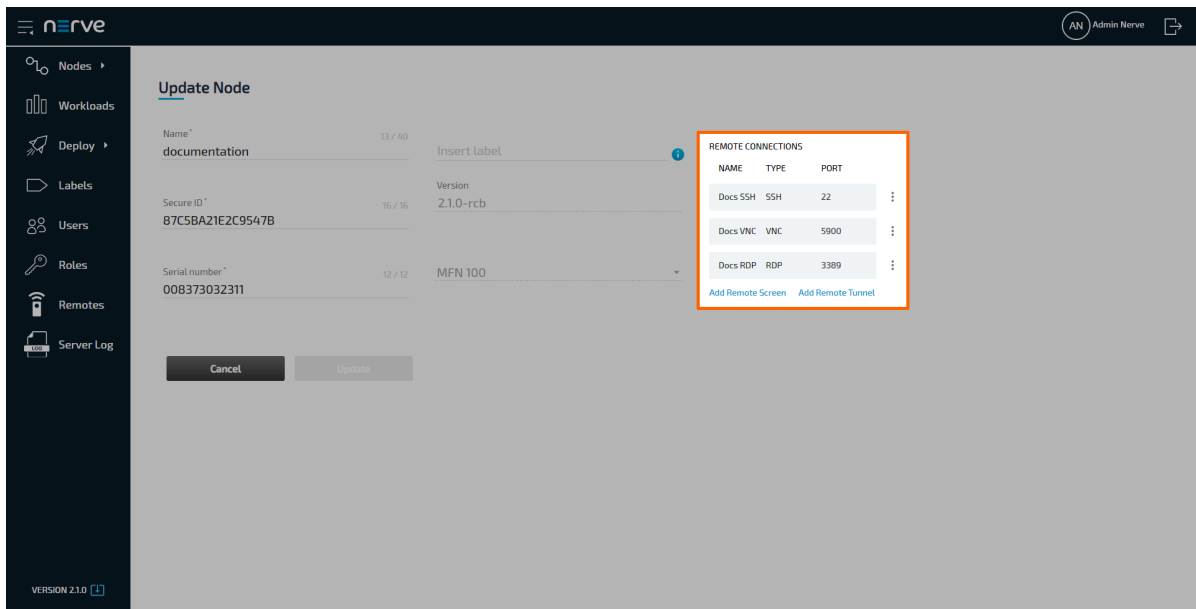 nerve
AN Admin Nerve
Nodes
Workloads
Deploy
Labels
Users
Roles
Remotes
LOG Server Log
VERSION 2.1.0
Update Node
Name* 13 / 40
documentation
Insert label
i
Secure ID* 16 / 16
87C5BA21E2C9547B
Version
2.1.0-rcb
Serial number* 12 / 12
008373032311
MFN 100
Cancel Update
REMOTE CONNECTIONS
NAME TYPE PORT
Docs SSH SSH 22
Docs VNC VNC 5900
Docs RDP RDP 3389
Add Remote Screen Add Remote Tunnel